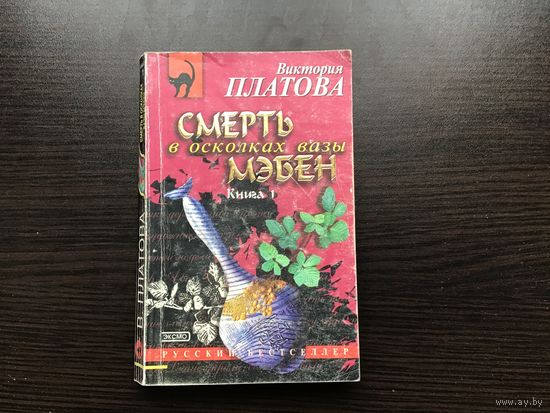 Виктория
ПЛАТОВА
СМЕРТЬ
в осколках вазы
МЭБЕН
Книга 1
ЭКСМО
РУССКИЙ БЕСТСЕЛЛЕР
В. ПЛАТОВА
www.ay.by